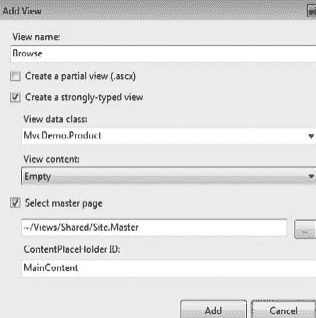 Add View
View name:
Browse
Create a partial view (.ascx)
Create a strongly-typed view
View data class:
MvcDemo.Product
View content:
Empty
Select master page
~/Views/Shared/Site.Master
...
ContentPlaceHolder ID:
MainContent
Add
Cancel